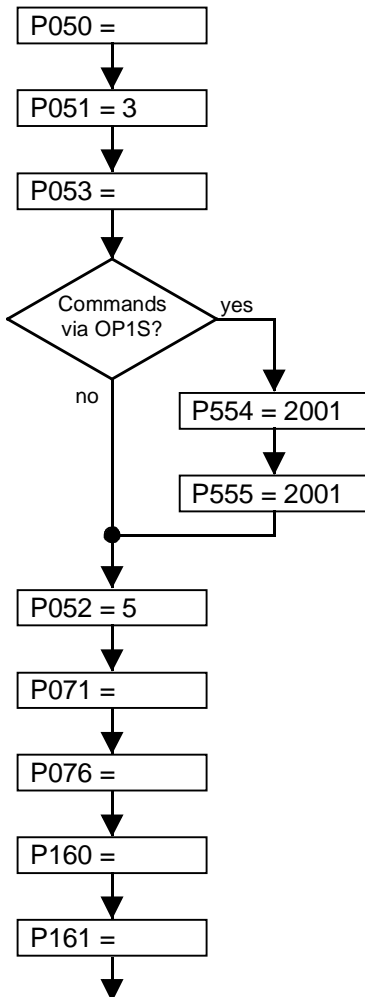 P050 =
P051 = 3
P053 =
Commands
via OP1S?
yes
no
P554 = 2001
P555 = 2001
P052 = 5
P071 =
P076 =
P160 =
P161 =